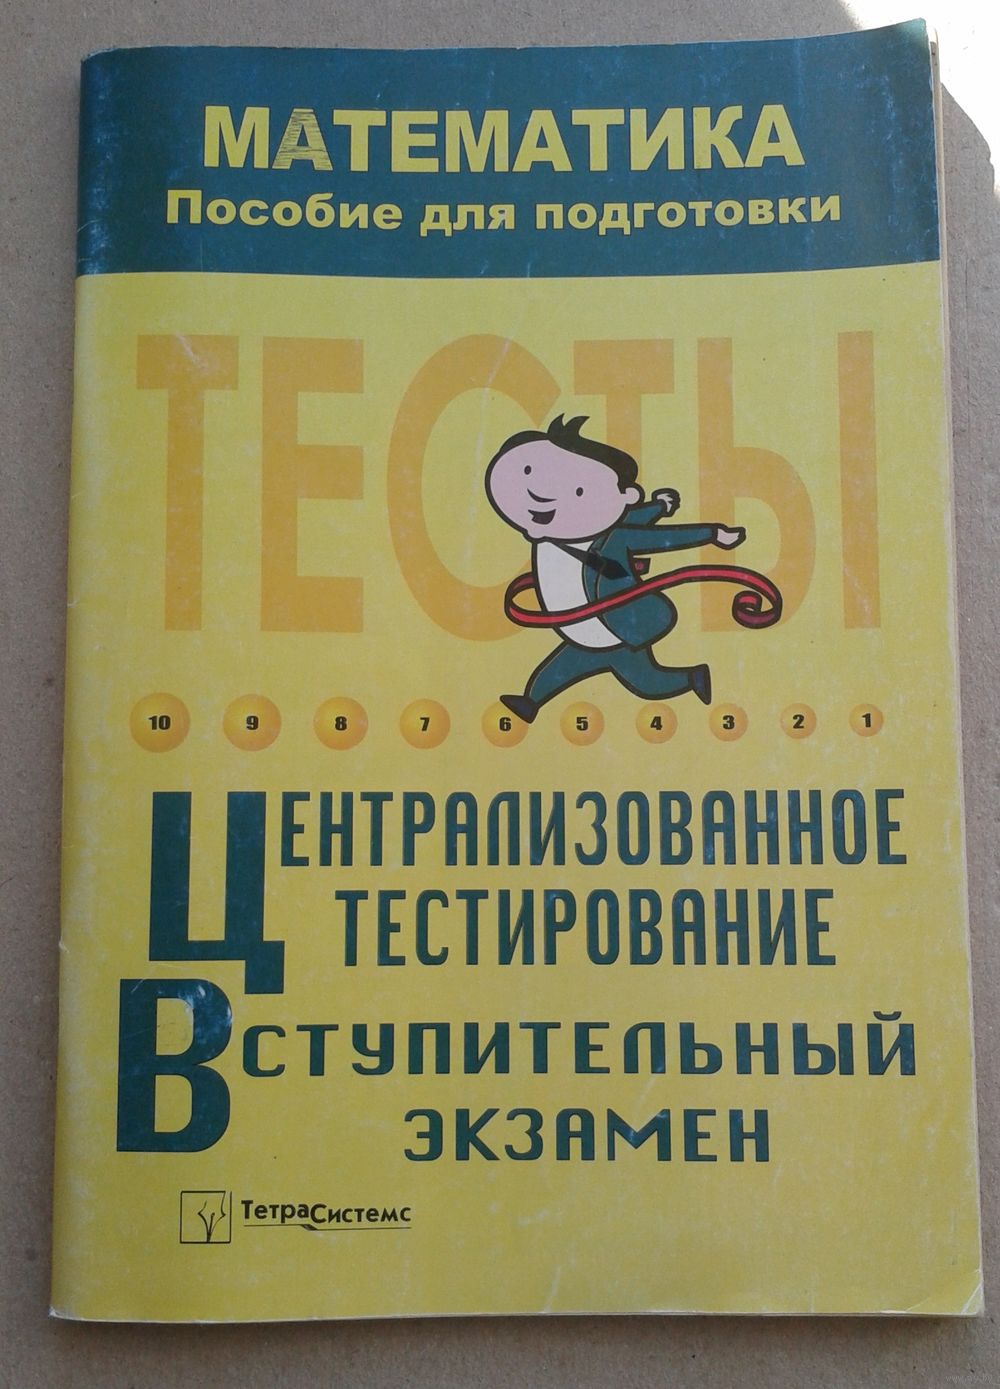 МАТЕМАТИКА
Пособие для подготовки
ТЕСТЫ
10 9 8 7 6 5 4 3 2 1
ЦЕНТРАЛИЗОВАННОЕ
ТЕСТИРОВАНИЕ
ВСТУПИТЕЛЬНЫЙ
ЭКЗАМЕН
ТетраСистемс